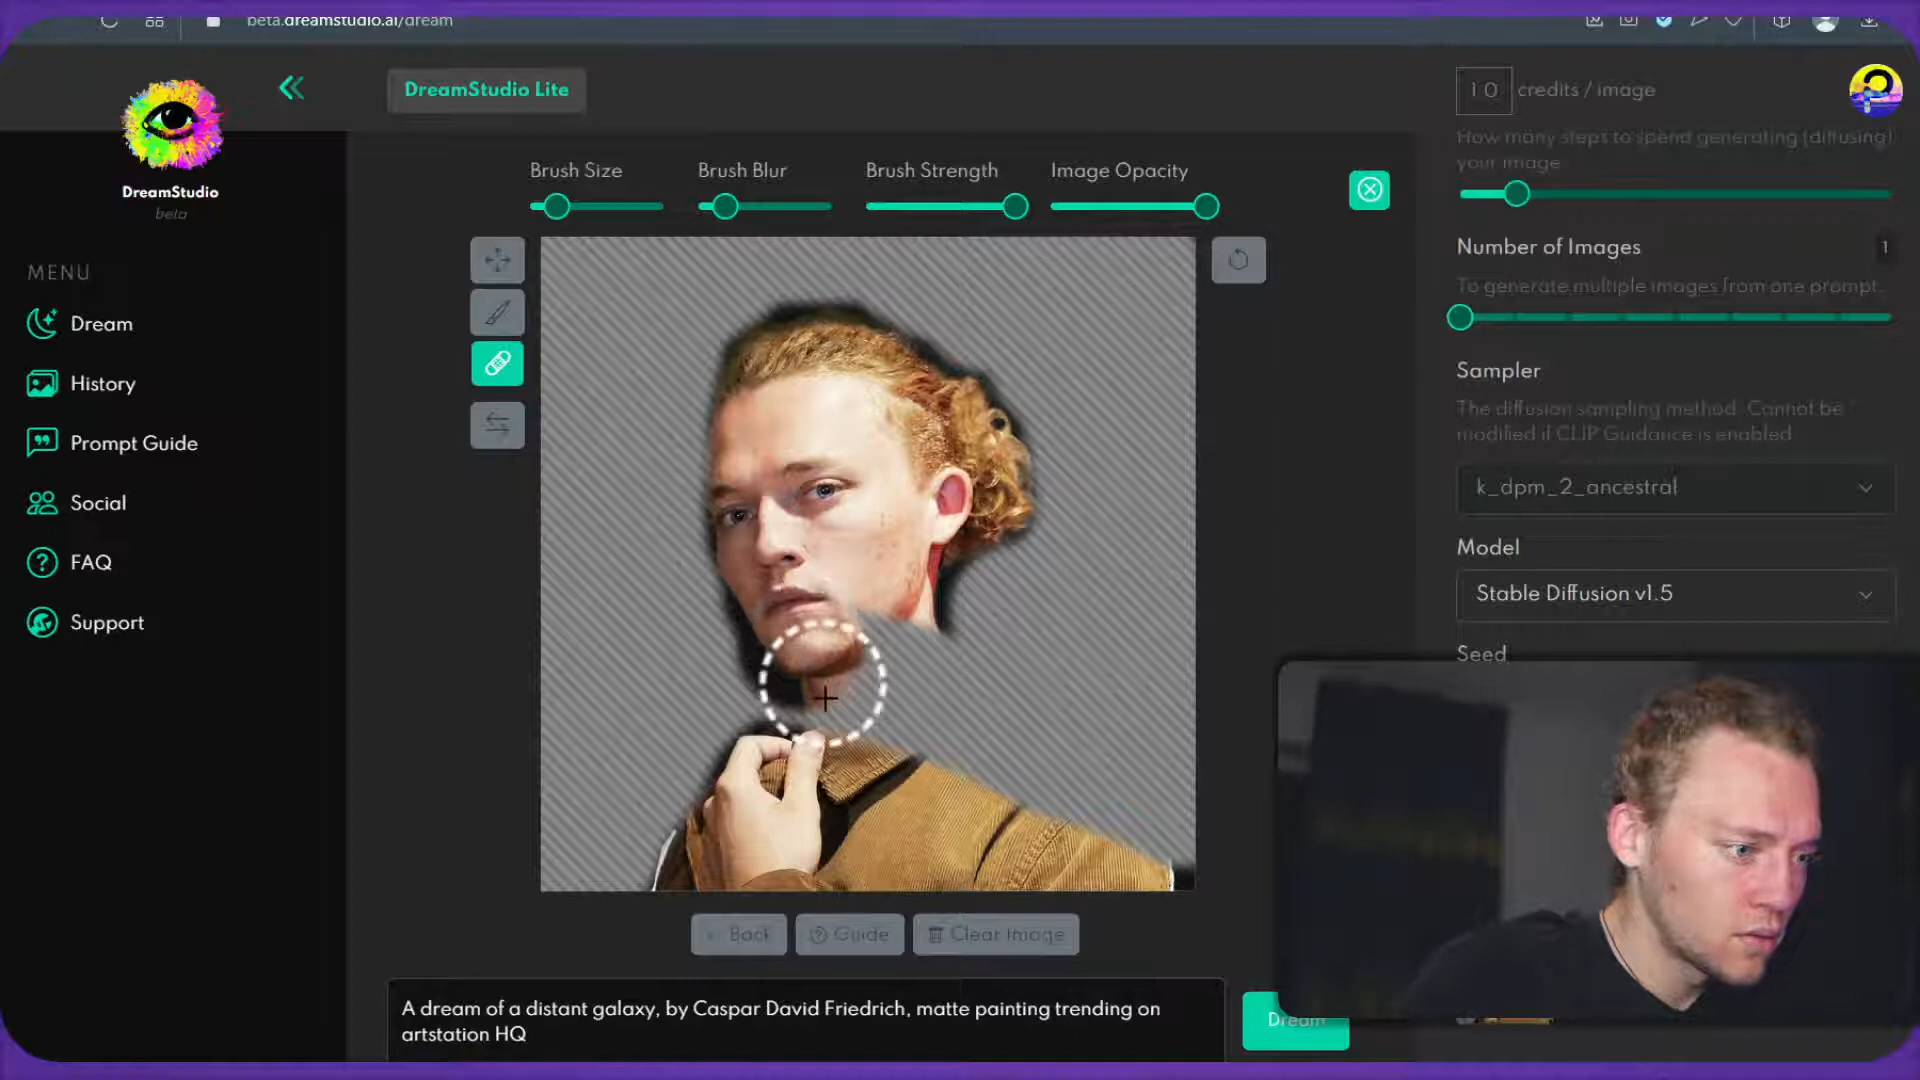 beta.dreamstudio.ai/dream
DreamStudio Lite
10 credits / image
How many steps to spend generating (diffusing)
your image.
DreamStudio
beta
Brush Size
Brush Blur
Brush Strength
Image Opacity
MENU
Dream
History
Prompt Guide
Social
FAQ
Support
Number of Images
1
To generate multiple images from one prompt.
Sampler
The diffusion sampling method. Cannot be
modified if CLIP Guidance is enabled
k_dpm_2_ancestral
Model
Stable Diffusion v1.5
Seed
Back
Guide
Clear Image
A dream of a distant galaxy, by Caspar David Friedrich, matte painting trending on
artstation HQ
Dream